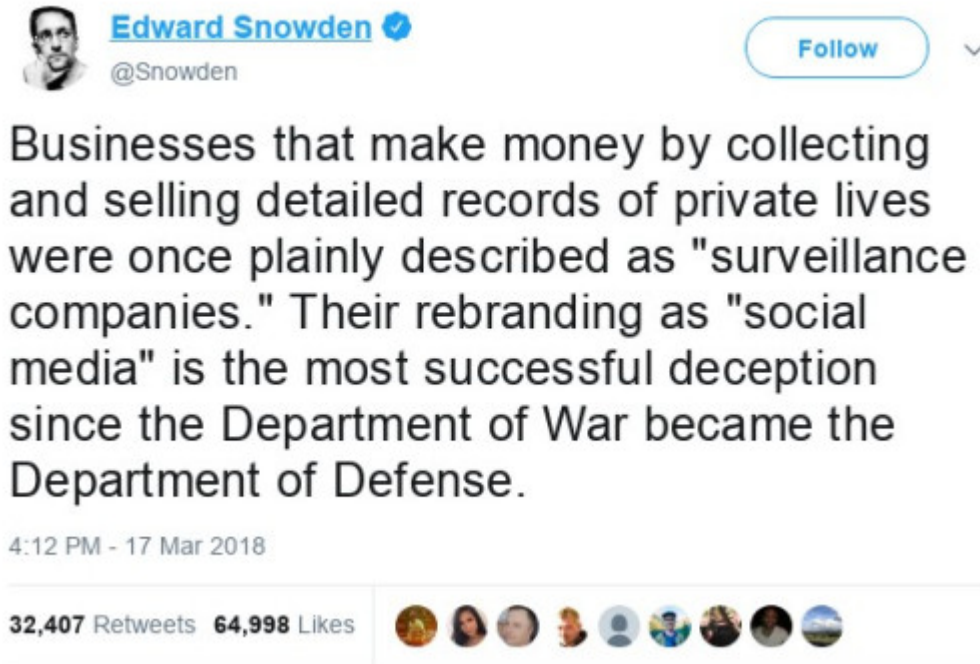 Edward Snowden
@Snowden
Follow
Businesses that make money by collecting
and selling detailed records of private lives
were once plainly described as "surveillance
companies." Their rebranding as "social
media" is the most successful deception
since the Department of War became the
Department of Defense.
4:12 PM - 17 Mar 2018
32,407 Retweets 64,998 Likes